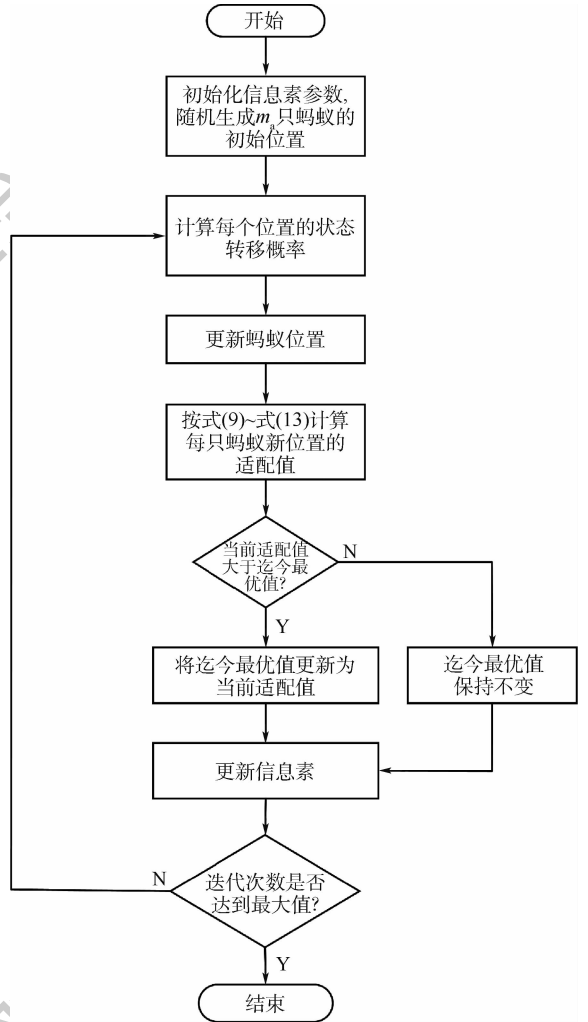 开始
初始化信息素参数,
随机生成mₐ只蚂蚁的
初始位置
计算每个位置的状态
转移概率
更新蚂蚁位置
按式(9)~式(13)计算
每只蚂蚁新位置的
适配值
当前适配值
大于迄今最
优值?
N
Y
将迄今最优值更新为
当前适配值
迄今最优值
保持不变
更新信息素
N
迭代次数是否
达到最大值?
Y
结束